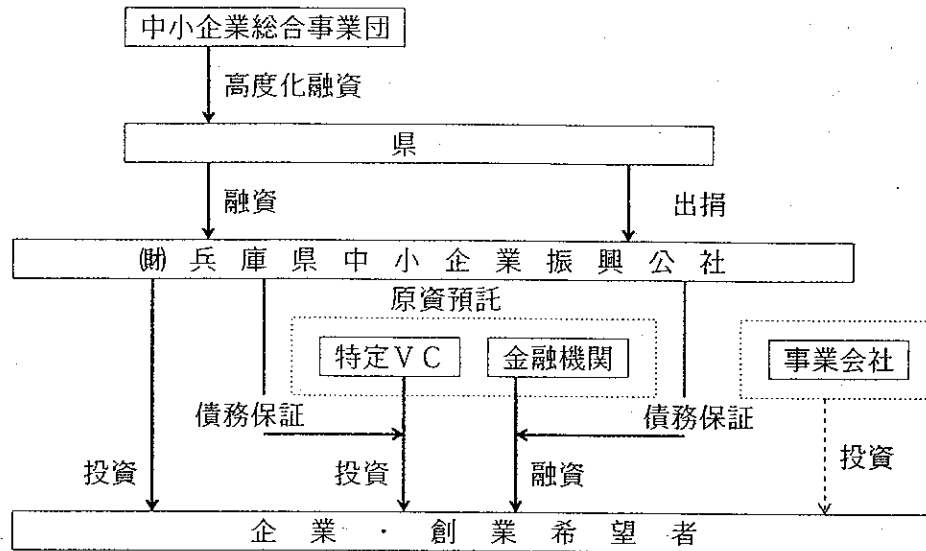 中小企業総合事業団
高度化融資
県
融資
出捐
㈶兵庫県中小企業振興公社
原資預託
特定VC
金融機関
事業会社
債務保証
債務保証
投資
投資
融資
投資
企業・創業希望者